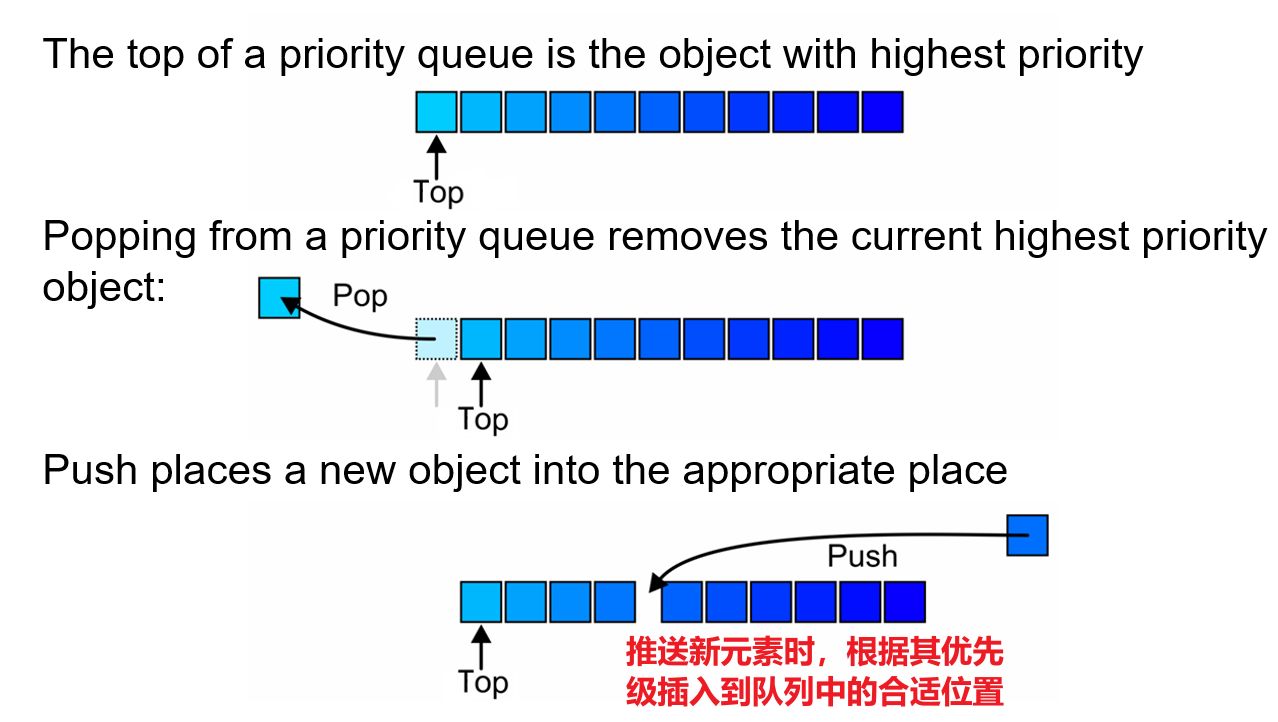 The top of a priority queue is the object with highest priority
Top
Popping from a priority queue removes the current highest priority
object:
Pop
Top
Push places a new object into the appropriate place
Push
Top
推送新元素时，根据其优先
级插入到队列中的合适位置